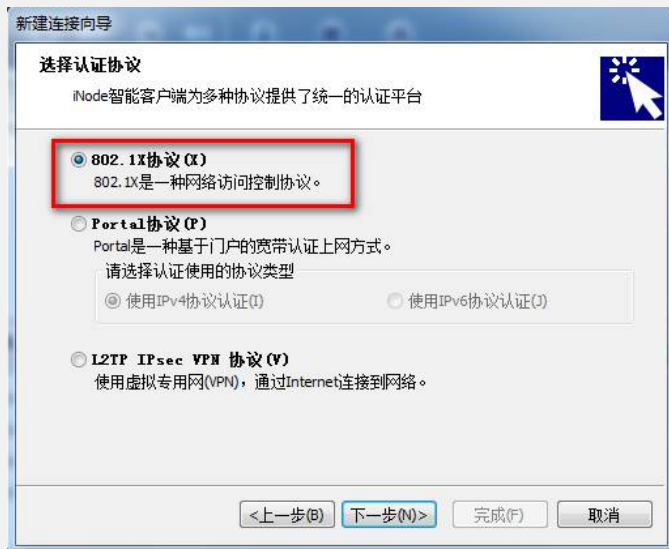 新建连接向导
选择认证协议
iNode智能客户端为多种协议提供了统一的认证平台
802.1X协议(X)
802.1X是一种网络访问控制协议。
Portal协议(P)
Portal是一种基于门户的宽带认证上网方式。
请选择认证使用的协议类型
使用IPv4协议认证(I)
使用IPv6协议认证(J)
L2TP IPsec VPN 协议(V)
使用虚拟专用网(VPN)，通过Internet连接到网络。
<上一步(B)
下一步(N)>
完成(F)
取消